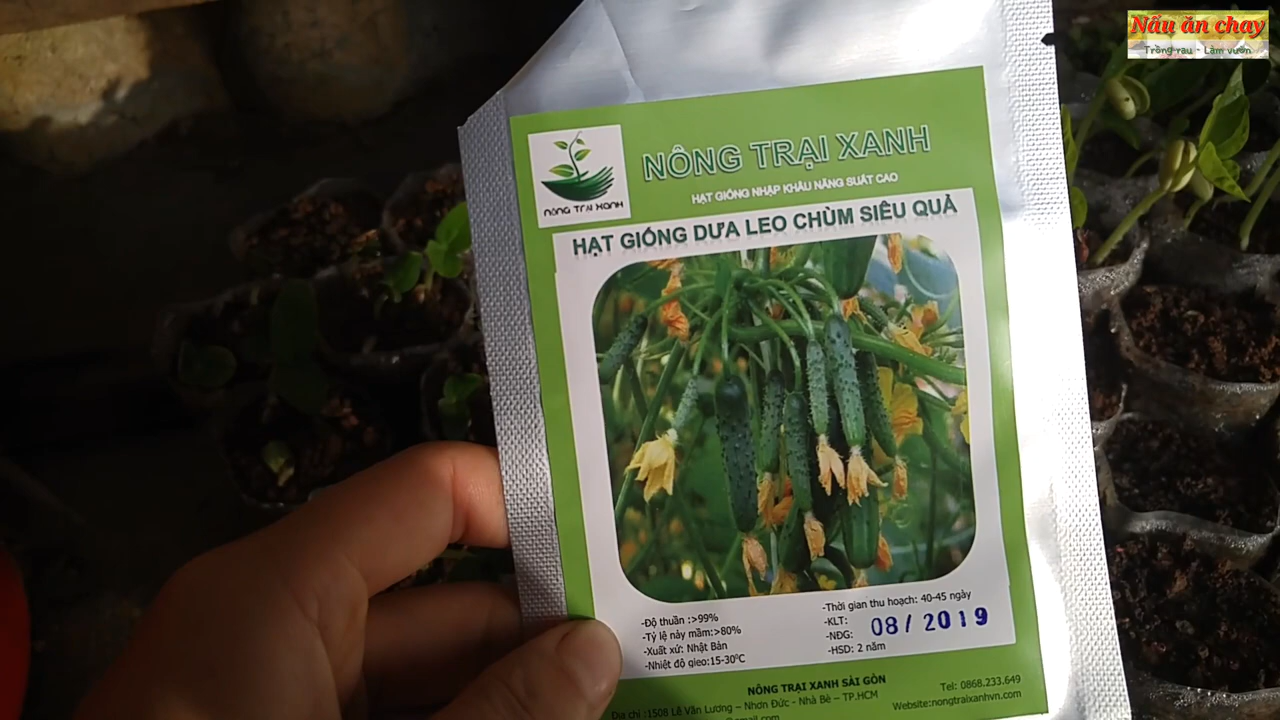 Nấu ăn chay
Trồng rau - Làm vườn
NÔNG TRẠI XANH
NÔNG TRẠI XANH
HẠT GIỐNG NHẬP KHẨU NĂNG SUẤT CAO
HẠT GIỐNG DƯA LEO CHÙM SIÊU QUẢ
-Độ thuần :>99%
-Tỷ lệ nảy mầm:>80%
-Xuất xứ: Nhật Bản
-Nhiệt độ gieo:15-30⁰C
-Thời gian thu hoạch: 40-45 ngày
-KLT:
-NĐG: 08/2019
-HSD: 2 năm
NÔNG TRẠI XANH SÀI GÒN
Địa chỉ :1508 Lê Văn Lương – Nhơn Đức - Nhà Bè – TP.HCM
Tel: 0868.233.649
Website:nongtraixanhvn.com